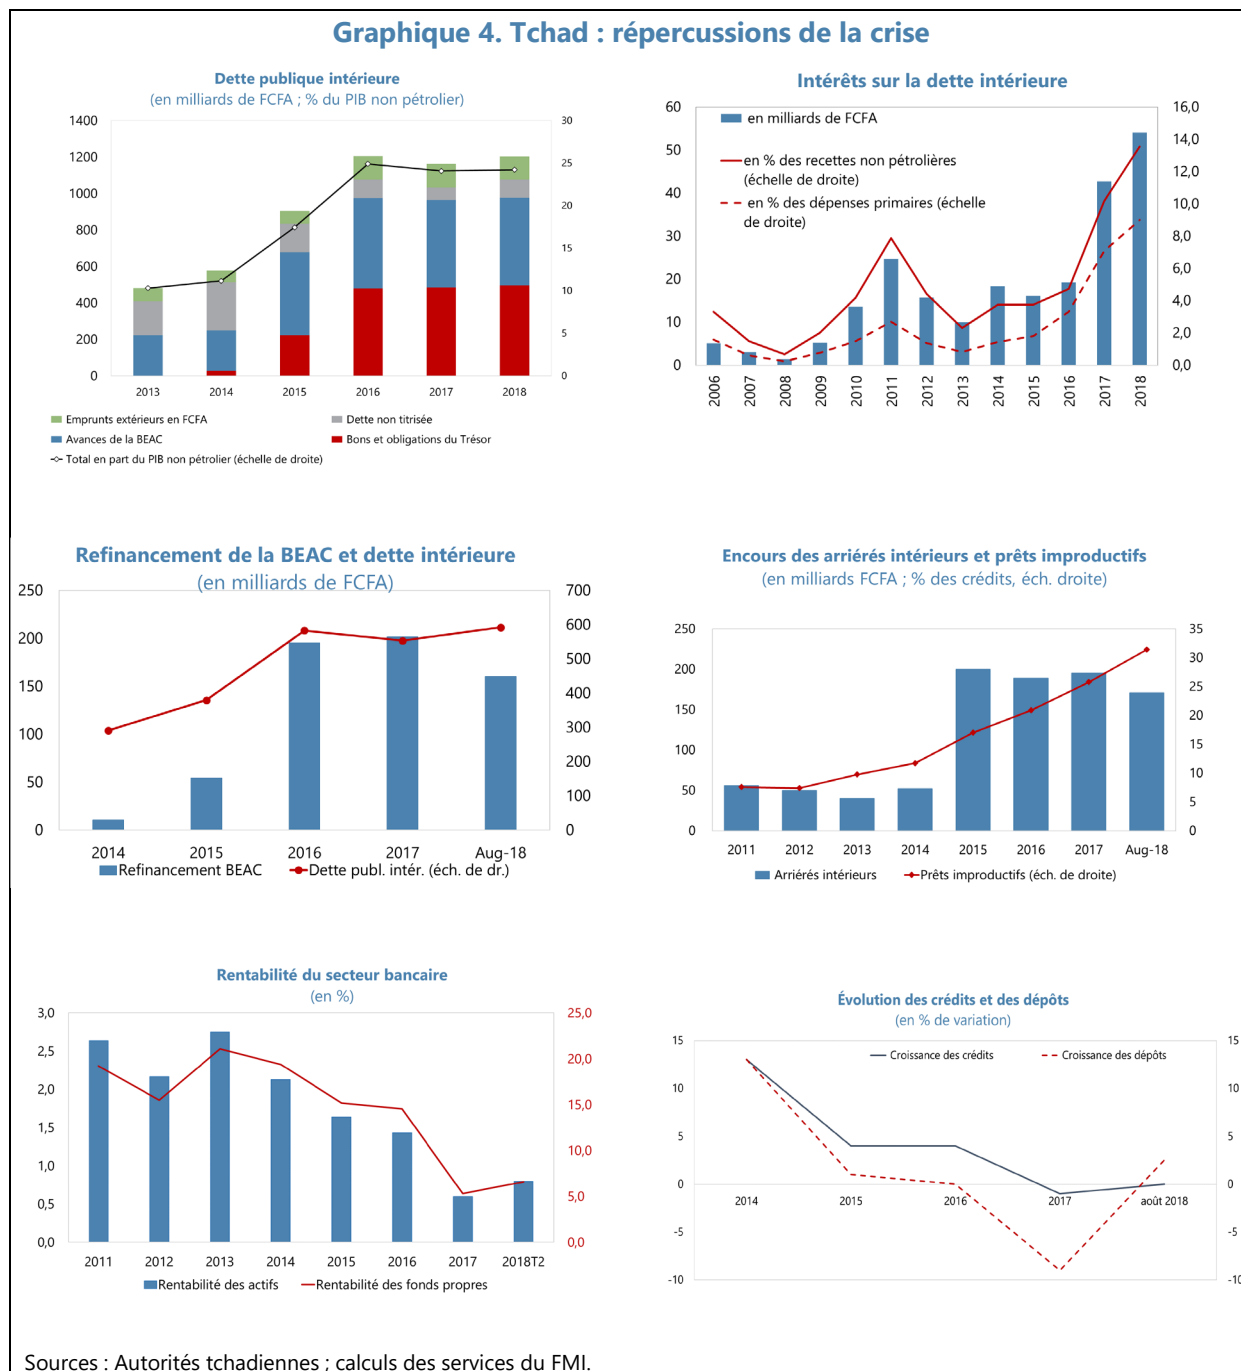 Graphique 4. Tchad : répercussions de la crise
Dette publique intérieure
(en milliards de FCFA ; % du PIB non pétrolier)
1400
1200
1000
800
600
400
200
0
30
25
20
15
10
5
0
2013 2014 2015 2016 2017 2018
Emprunts extérieurs en FCFA
Dette non titrisée
Avances de la BEAC
Bons et obligations du Trésor
Total en part du PIB non pétrolier (échelle de droite)
Intérêts sur la dette intérieure
60
50
40
30
20
10
0
16,0
14,0
12,0
10,0
8,0
6,0
4,0
2,0
0,0
en milliards de FCFA
en % des recettes non pétrolières
(échelle de droite)
en % des dépenses primaires (échelle
de droite)
2006 2007 2008 2009 2010 2011 2012 2013 2014 2015 2016 2017 2018
Refinancement de la BEAC et dette intérieure
(en milliards de FCFA)
250
200
150
100
50
0
700
600
500
400
300
200
100
0
2014 2015 2016 2017 Aug-18
Refinancement BEAC
Dette publ. intér. (éch. de dr.)
Encours des arriérés intérieurs et prêts improductifs
(en milliards FCFA ; % des crédits, éch. droite)
250
200
150
100
50
0
35
30
25
20
15
10
5
0
2011 2012 2013 2014 2015 2016 2017 Aug-18
Arriérés intérieurs
Prêts improductifs (éch. de droite)
Rentabilité du secteur bancaire
(en %)
3,0
2,5
2,0
1,5
1,0
0,5
0,0
25,0
20,0
15,0
10,0
5,0
0,0
2011 2012 2013 2014 2015 2016 2017 2018T2
Rentabilité des actifs
Rentabilité des fonds propres
Évolution des crédits et des dépôts
(en % de variation)
15
10
5
0
-5
-10
15
10
5
0
-5
-10
Croissance des crédits
Croissance des dépôts
2014 2015 2016 2017 août 2018
Sources : Autorités tchadiennes ; calculs des services du FMI.